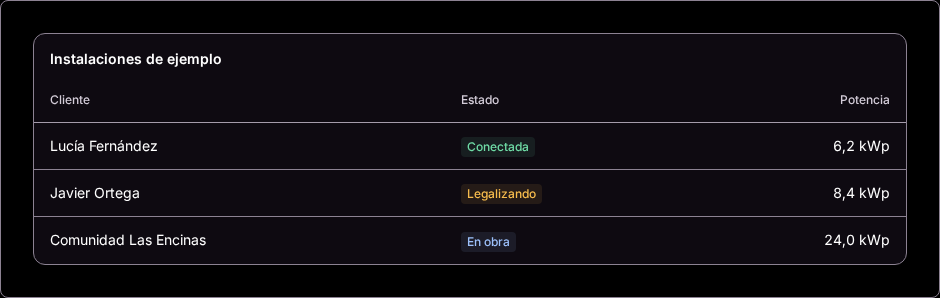 Instalaciones de ejemplo
Cliente Estado Potencia
Lucía Fernández Conectada 6,2 kWp
Javier Ortega Legalizando 8,4 kWp
Comunidad Las Encinas En obra 24,0 kWp